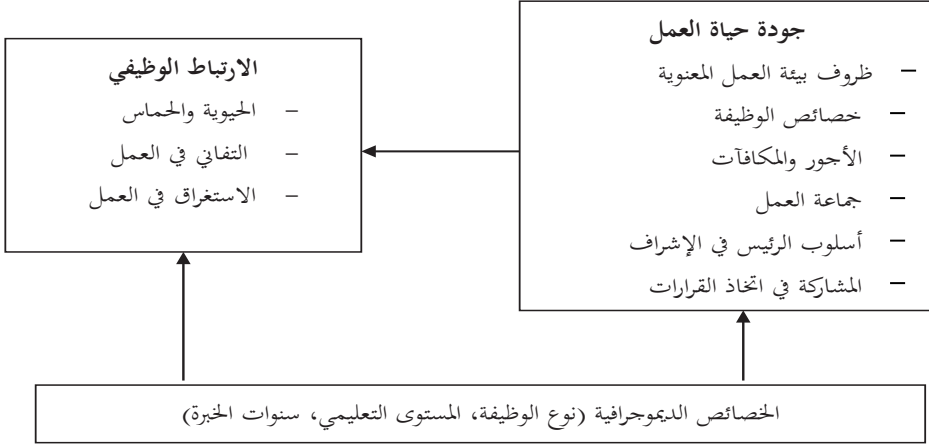 جودة حياة العمل
– ظروف بيئة العمل المعنوية
– خصائص الوظيفة
– الأجور والمكافآت
– جماعة العمل
– أسلوب الرئيس في الإشراف
– المشاركة في اتخاذ القرارات
الارتباط الوظيفي
– الحيوية والحماس
– التفاني في العمل
– الاستغراق في العمل
الخصائص الديموجرافية (نوع الوظيفة، المستوى التعليمي، سنوات الخبرة)